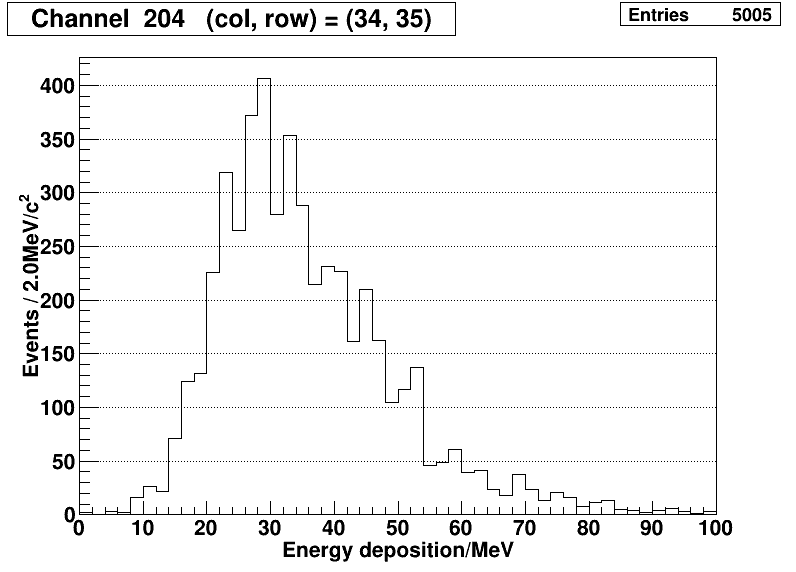 Channel 204 (col, row) = (34, 35)
Entries 5005
Events / 2.0MeV/c²
400
350
300
250
200
150
100
50
0
0 10 20 30 40 50 60 70 80 90 100
Energy deposition/MeV